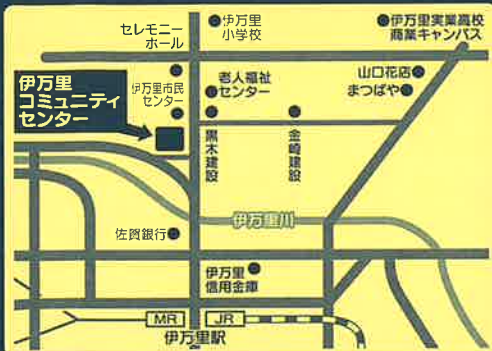 セレモニー
ホール
伊万里
小学校
伊万里実業高校
商業キャンパス
伊万里
コミュニティ
センター
伊万里市民
センター
老人福祉
センター
山口花店
まつばや
黒木建設
金崎建設
伊万里川
佐賀銀行
伊万里
信用金庫
MR
JR
伊万里駅